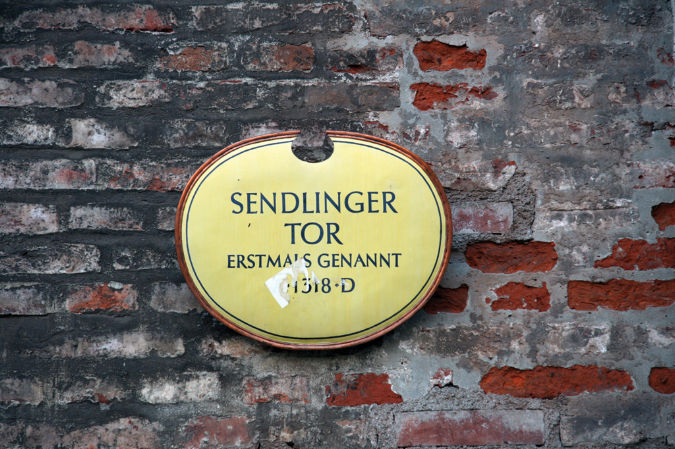 SENDLINGER
TOR
ERSTMALS GENANNT
1318·D